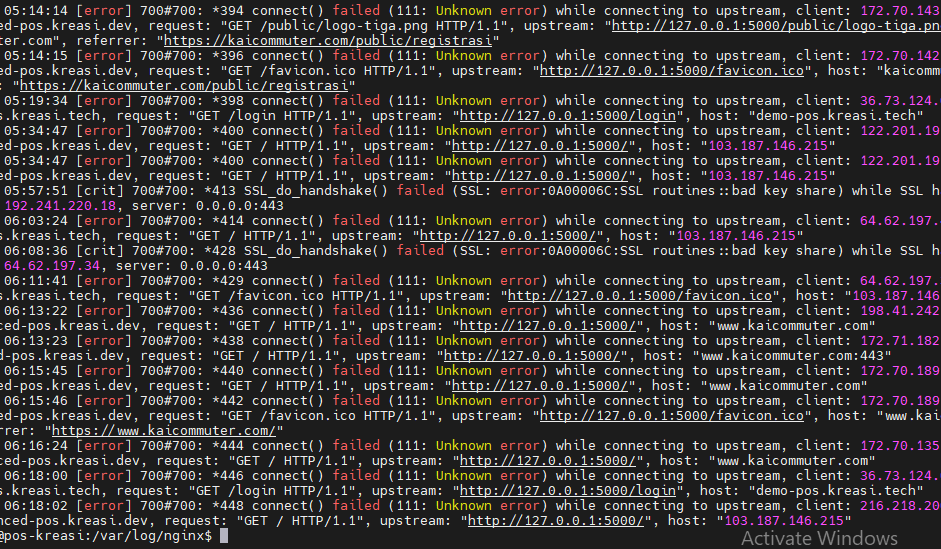 05:14:14 [error] 700#700: *394 connect() failed (111: Unknown error) while connecting to upstream, client: 172.70.143
ced-pos.kreasi.dev, request: "GET /public/logo-tiga.png HTTP/1.1", upstream: "http://127.0.0.1:5000/public/logo-tiga.pn
ter.com", referrer: "https://kaicommuter.com/public/registrasi"
05:14:15 [error] 700#700: *396 connect() failed (111: Unknown error) while connecting to upstream, client: 172.70.142
ced-pos.kreasi.dev, request: "GET /favicon.ico HTTP/1.1", upstream: "http://127.0.0.1:5000/favicon.ico", host: "kaicomm
: "https://kaicommuter.com/public/registrasi"
05:19:34 [error] 700#700: *398 connect() failed (111: Unknown error) while connecting to upstream, client: 36.73.124.
s.kreasi.tech, request: "GET /login HTTP/1.1", upstream: "http://127.0.0.1:5000/login", host: "demo-pos.kreasi.tech"
05:34:47 [error] 700#700: *400 connect() failed (111: Unknown error) while connecting to upstream, client: 122.201.19
ced-pos.kreasi.dev, request: "GET / HTTP/1.1", upstream: "http://127.0.0.1:5000/", host: "103.187.146.215"
05:34:47 [error] 700#700: *400 connect() failed (111: Unknown error) while connecting to upstream, client: 122.201.19
ced-pos.kreasi.dev, request: "GET / HTTP/1.1", upstream: "http://127.0.0.1:5000/", host: "103.187.146.215"
05:57:51 [crit] 700#700: *413 SSL_do_handshake() failed (SSL: error:0A00006C:SSL routines::bad key share) while SSL h
192.241.220.18, server: 0.0.0.0:443
06:03:24 [error] 700#700: *414 connect() failed (111: Unknown error) while connecting to upstream, client: 64.62.197.
s.kreasi.tech, request: "GET / HTTP/1.1", upstream: "http://127.0.0.1:5000/", host: "103.187.146.215"
06:08:36 [crit] 700#700: *428 SSL_do_handshake() failed (SSL: error:0A00006C:SSL routines::bad key share) while SSL h
64.62.197.34, server: 0.0.0.0:443
06:11:41 [error] 700#700: *429 connect() failed (111: Unknown error) while connecting to upstream, client: 64.62.197.
s.kreasi.tech, request: "GET /favicon.ico HTTP/1.1", upstream: "http://127.0.0.1:5000/favicon.ico", host: "103.187.146
06:13:22 [error] 700#700: *436 connect() failed (111: Unknown error) while connecting to upstream, client: 198.41.242
ced-pos.kreasi.dev, request: "GET / HTTP/1.1", upstream: "http://127.0.0.1:5000/", host: "www.kaicommuter.com"
06:13:23 [error] 700#700: *438 connect() failed (111: Unknown error) while connecting to upstream, client: 172.71.182
d-pos.kreasi.dev, request: "GET / HTTP/1.1", upstream: "http://127.0.0.1:5000/", host: "www.kaicommuter.com:443"
06:15:45 [error] 700#700: *440 connect() failed (111: Unknown error) while connecting to upstream, client: 172.70.189
ced-pos.kreasi.dev, request: "GET / HTTP/1.1", upstream: "http://127.0.0.1:5000/", host: "www.kaicommuter.com"
06:15:46 [error] 700#700: *442 connect() failed (111: Unknown error) while connecting to upstream, client: 172.70.189
ced-pos.kreasi.dev, request: "GET /favicon.ico HTTP/1.1", upstream: "http://127.0.0.1:5000/favicon.ico", host: "www.kai
rrer: "https://www.kaicommuter.com/"
06:16:24 [error] 700#700: *444 connect() failed (111: Unknown error) while connecting to upstream, client: 172.70.135
ced-pos.kreasi.dev, request: "GET / HTTP/1.1", upstream: "http://127.0.0.1:5000/", host: "www.kaicommuter.com"
06:18:00 [error] 700#700: *446 connect() failed (111: Unknown error) while connecting to upstream, client: 36.73.124.
s.kreasi.tech, request: "GET /login HTTP/1.1", upstream: "http://127.0.0.1:5000/login", host: "demo-pos.kreasi.tech"
06:18:02 [error] 700#700: *448 connect() failed (111: Unknown error) while connecting to upstream, client: 216.218.20
nced-pos.kreasi.dev, request: "GET / HTTP/1.1", upstream: "http://127.0.0.1:5000/", host: "103.187.146.215"
@pos-kreasi:/var/log/nginx$
Activate Windows